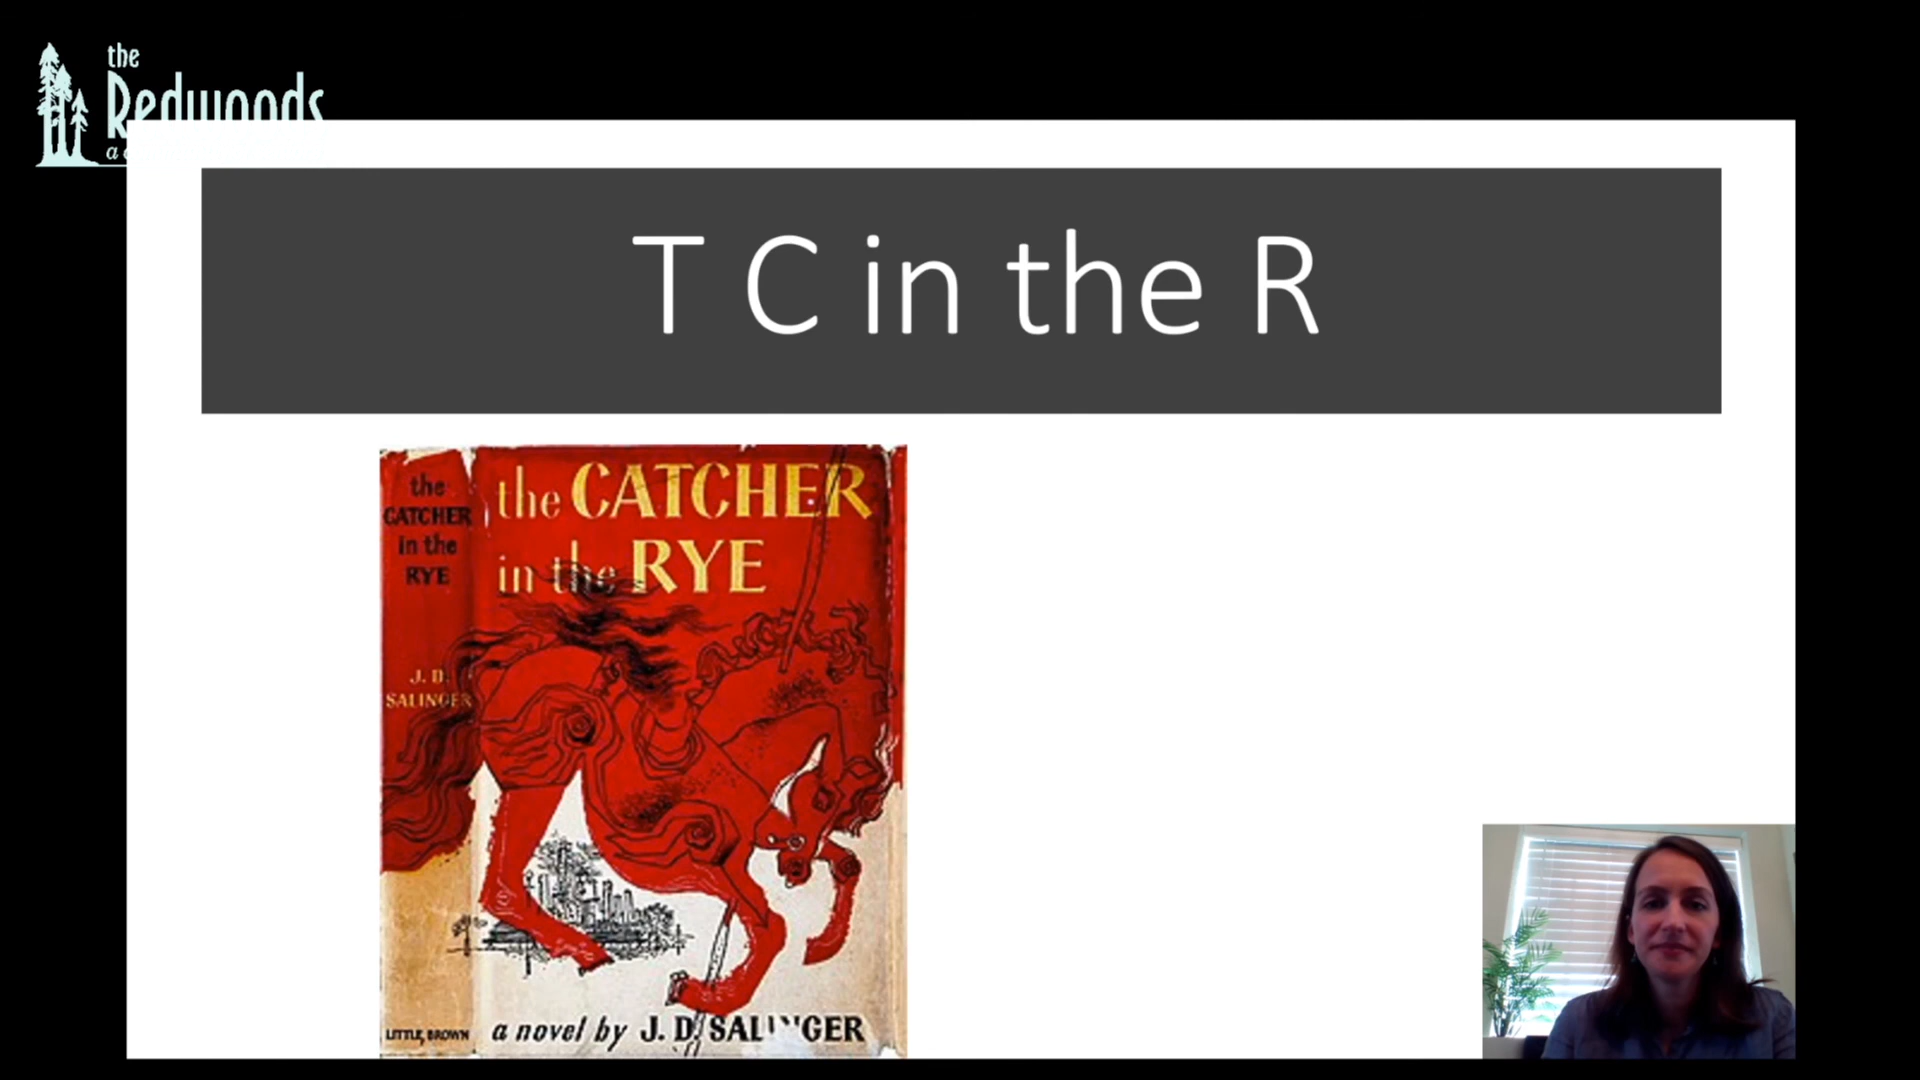 the
Redwoods
a
T C in the R
the
CATCHER
in the
RYE
J. D.
SALINGER
LITTLE, BROWN
the CATCHER
in the RYE
a novel by J. D. SALINGER